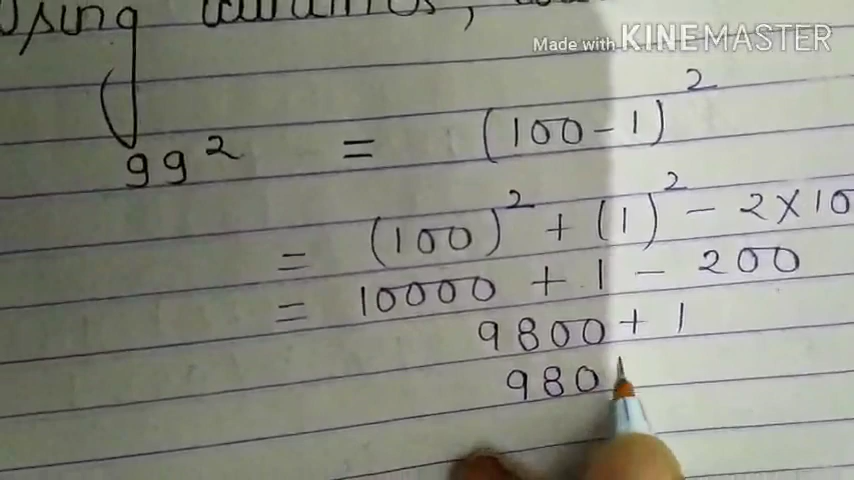 Made with KINEMASTER
Using
99² = (100-1)²
= (100)² + (1)² - 2×10
= 10000 + 1 - 200
9800 + 1
980